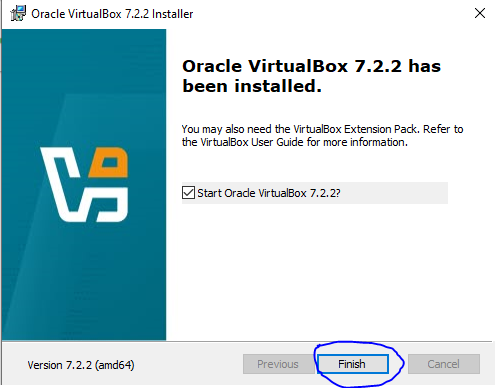 Oracle VirtualBox 7.2.2 Installer
Oracle VirtualBox 7.2.2 has
been installed.
You may also need the VirtualBox Extension Pack. Refer to
the VirtualBox User Guide for more information.
Start Oracle VirtualBox 7.2.2?
Version 7.2.2 (amd64)
Previous
Finish
Cancel